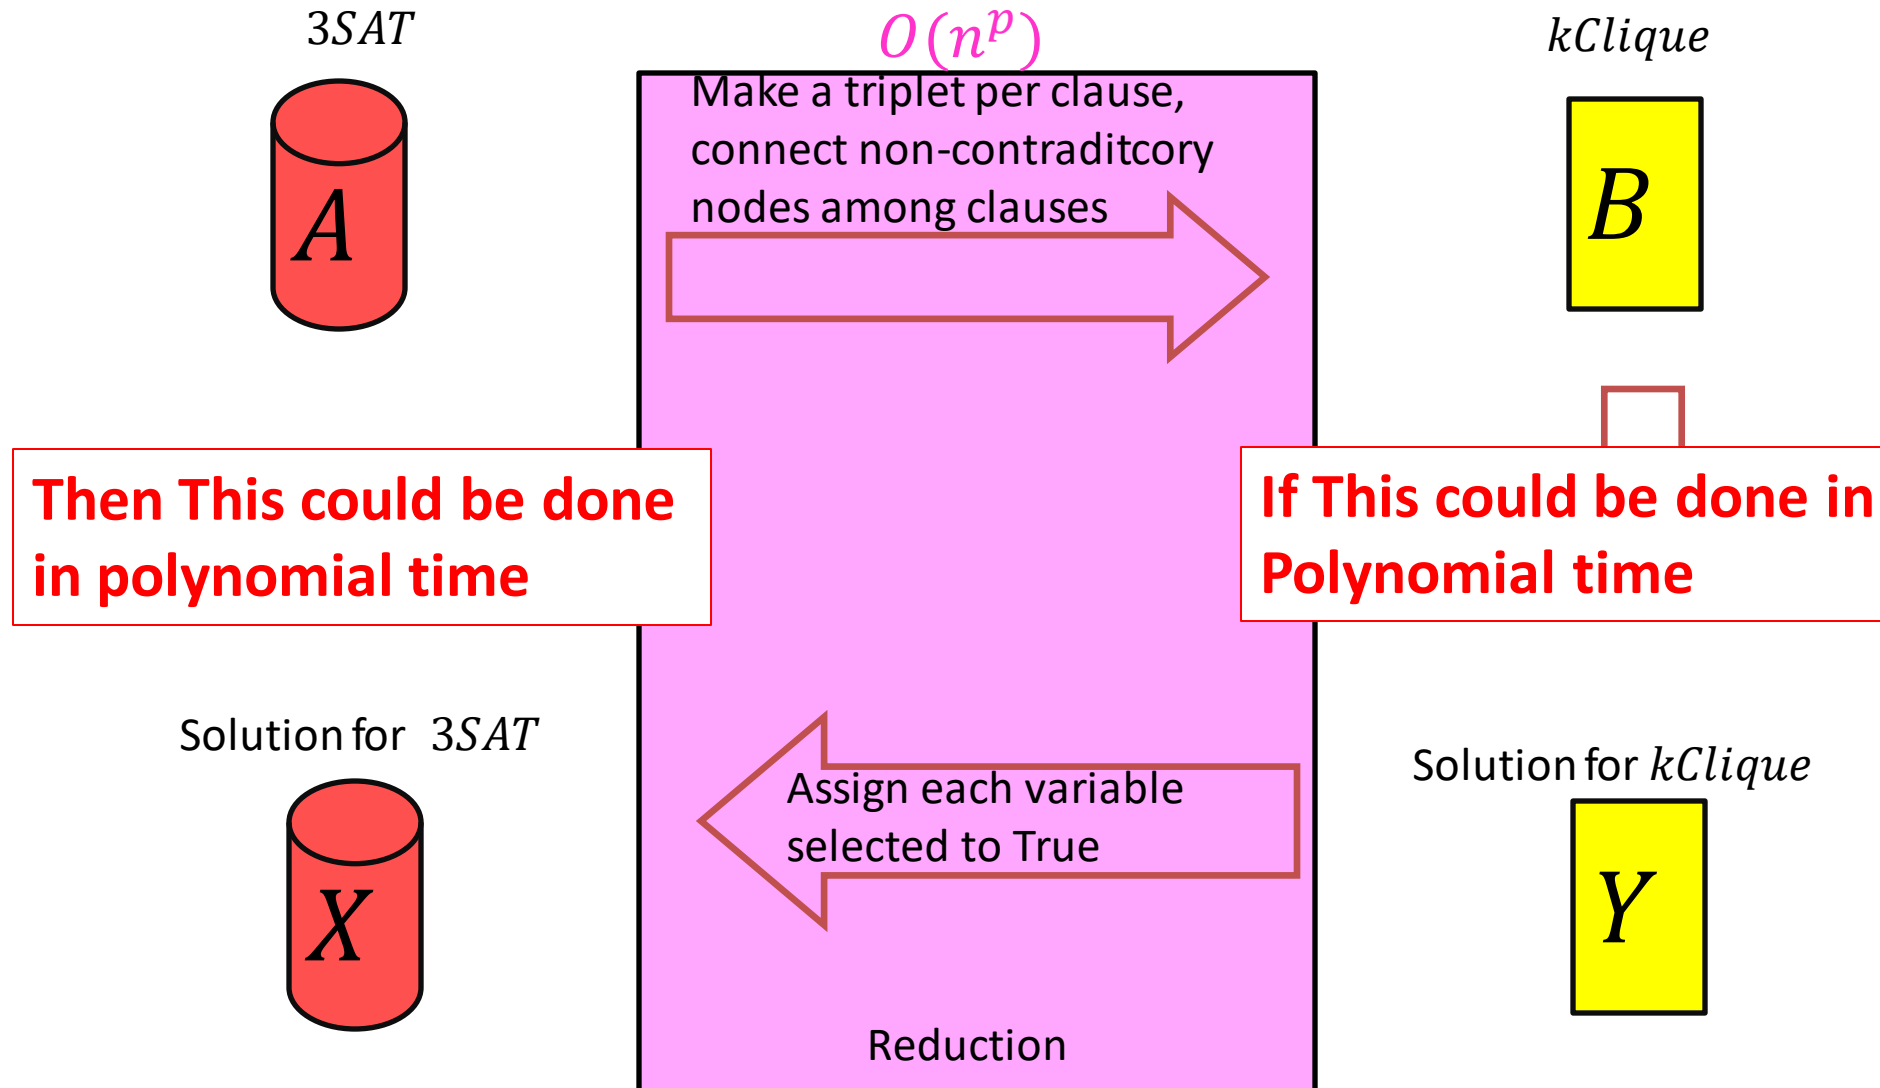 3SAT
O(n^p)
kClique
Make a triplet per clause,
connect non-contraditcory
nodes among clauses
A
B
Then This could be done
in polynomial time
If This could be done in
Polynomial time
Solution for 3SAT
Solution for kClique
Assign each variable
selected to True
X
Y
Reduction